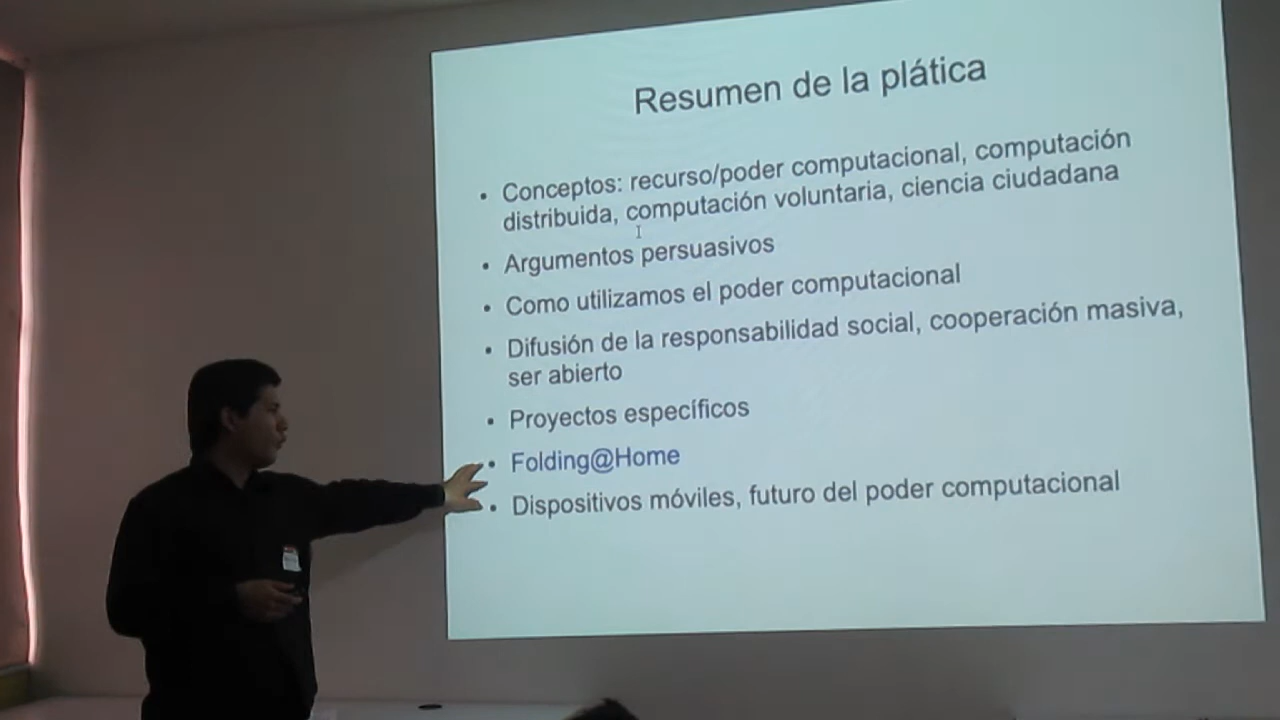 Resumen de la plática
• Conceptos: recurso/poder computacional, computación
distribuida, computación voluntaria, ciencia ciudadana
• Argumentos persuasivos
• Como utilizamos el poder computacional
• Difusión de la responsabilidad social, cooperación masiva,
ser abierto
• Proyectos específicos
• Folding@Home
• Dispositivos móviles, futuro del poder computacional